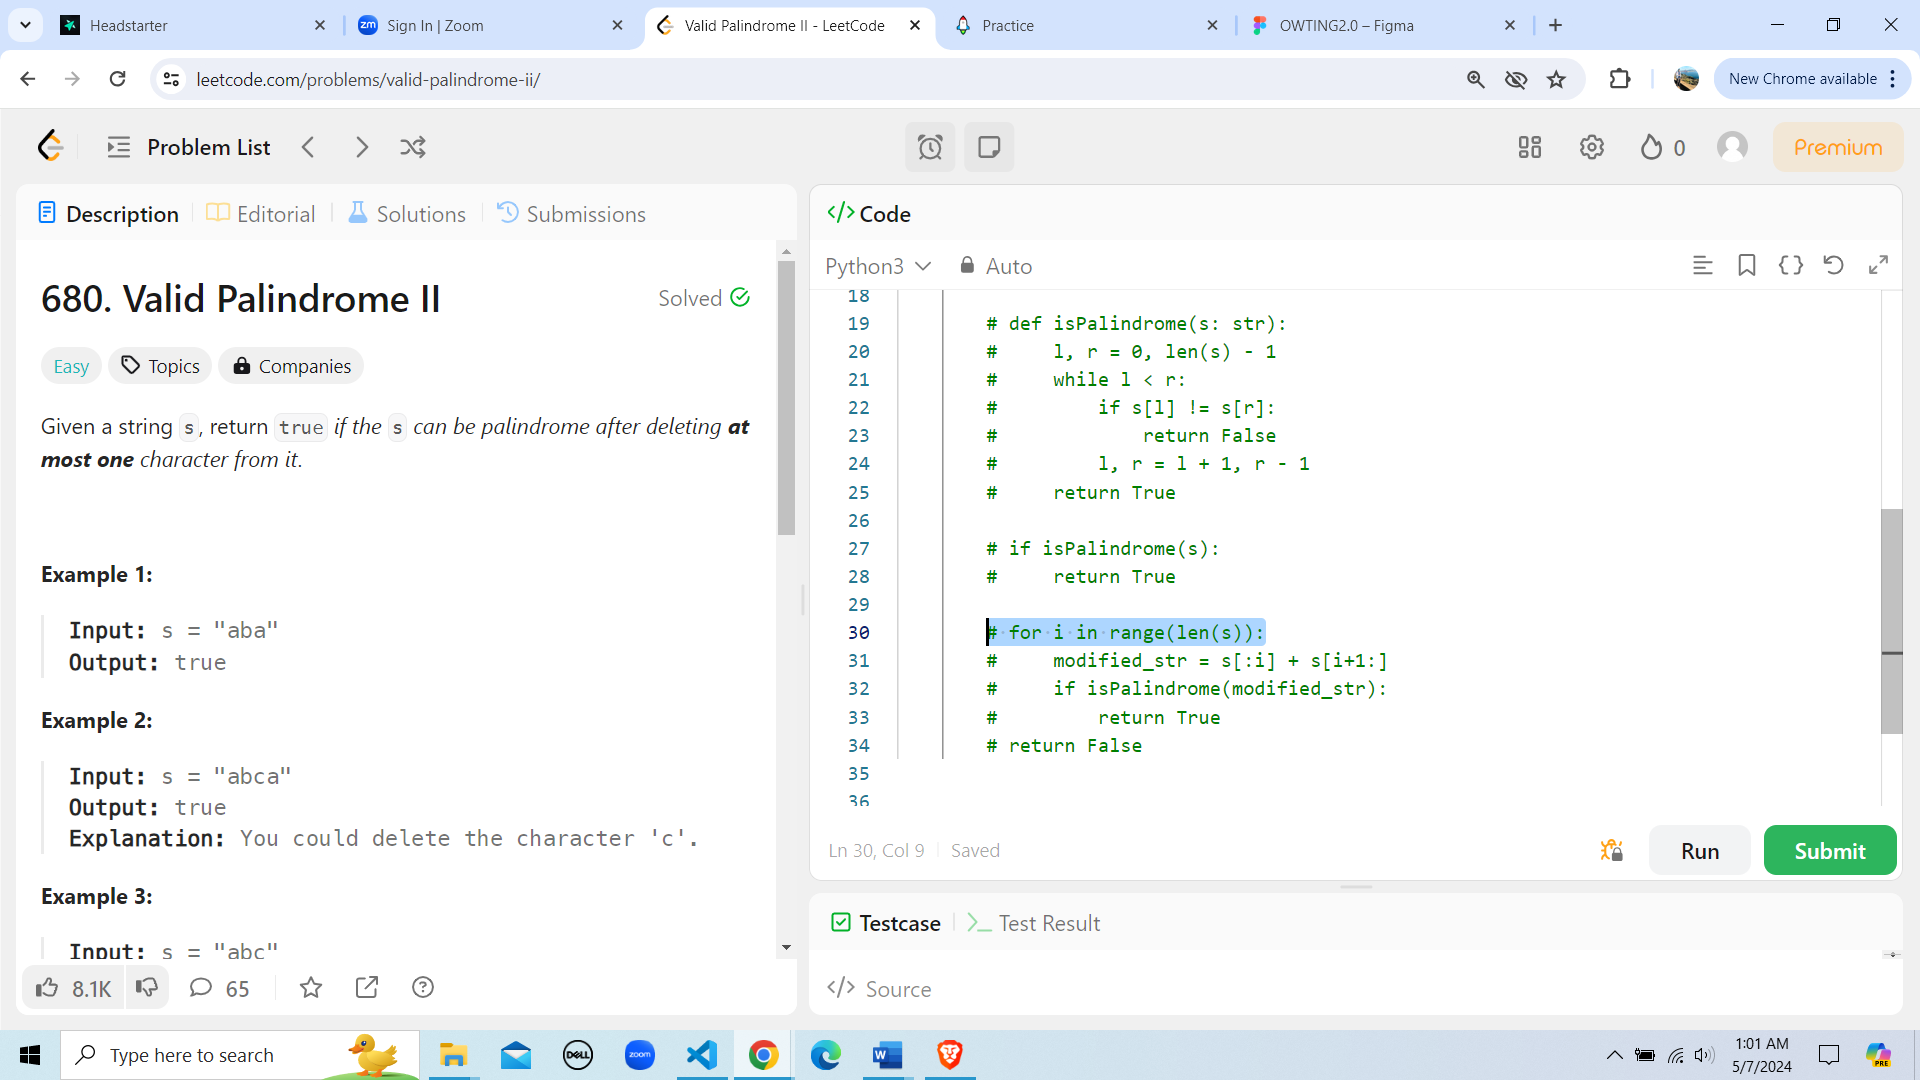 Headstarter
zm Sign In | Zoom
Valid Palindrome II - LeetCode
Practice
OWTING2.0 – Figma
leetcode.com/problems/valid-palindrome-ii/
New Chrome available
Problem List
0
Premium
Description
Editorial
Solutions
Submissions
680. Valid Palindrome II
Solved
Easy
Topics
Companies
Given a string s, return true if the s can be palindrome after deleting at
most one character from it.
Example 1:
Input: s = "aba"
Output: true
Example 2:
Input: s = "abca"
Output: true
Explanation: You could delete the character 'c'.
Example 3:
Input: s = "abc"
8.1K
65
</> Code
Python3
Auto
18
19 # def isPalindrome(s: str):
20 #     l, r = 0, len(s) - 1
21 #     while l < r:
22 #         if s[l] != s[r]:
23 #             return False
24 #         l, r = l + 1, r - 1
25 #     return True
26
27 # if isPalindrome(s):
28 #     return True
29
30 # for i in range(len(s)):
31 #     modified_str = s[:i] + s[i+1:]
32 #     if isPalindrome(modified_str):
33 #         return True
34 # return False
35
36
Ln 30, Col 9
Saved
Run
Submit
Testcase
Test Result
</> Source
Type here to search
DELL
zoom
W
1:01 AM
5/7/2024
PRE